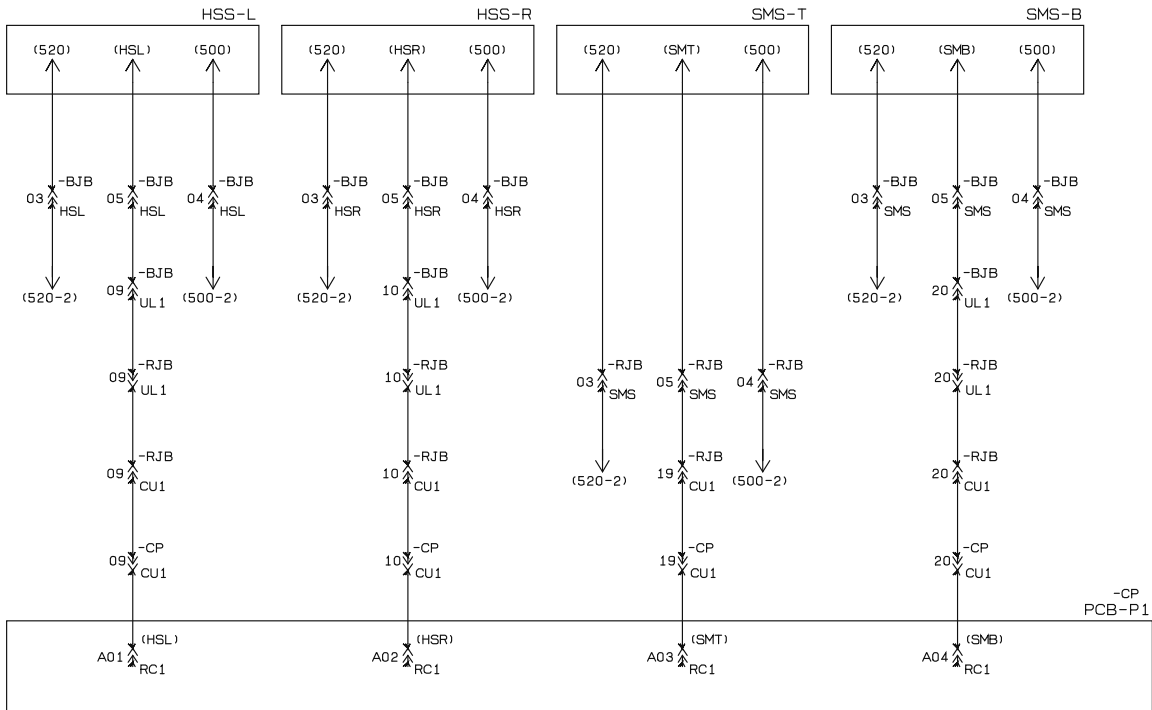 HSS-L HSS-R SMS-T SMS-B
(520) (HSL) (500) (520) (HSR) (500) (520) (SMT) (500) (520) (SMB) (500)
-BJB -BJB -BJB -BJB -BJB -BJB -BJB -BJB -BJB
03 05 04 03 05 04 03 05 04
HSL HSL HSL HSR HSR HSR SMS SMS SMS
-BJB -BJB -BJB
(520-2) 09 (500-2) (520-2) 10 (500-2) (520-2) 20 (500-2)
UL1 UL1 UL1
-RJB -RJB -RJB -RJB -RJB -RJB
09 10 03 05 04 20
UL1 UL1 SMS SMS SMS UL1
-RJB -RJB -RJB -RJB
09 10 (520-2) 19 (500-2) 20
CU1 CU1 CU1 CU1
-CP -CP -CP -CP
09 10 19 20
CU1 CU1 CU1 CU1
-CP
PCB-P1
(HSL) (HSR) (SMT) (SMB)
A01 A02 A03 A04
RC1 RC1 RC1 RC1